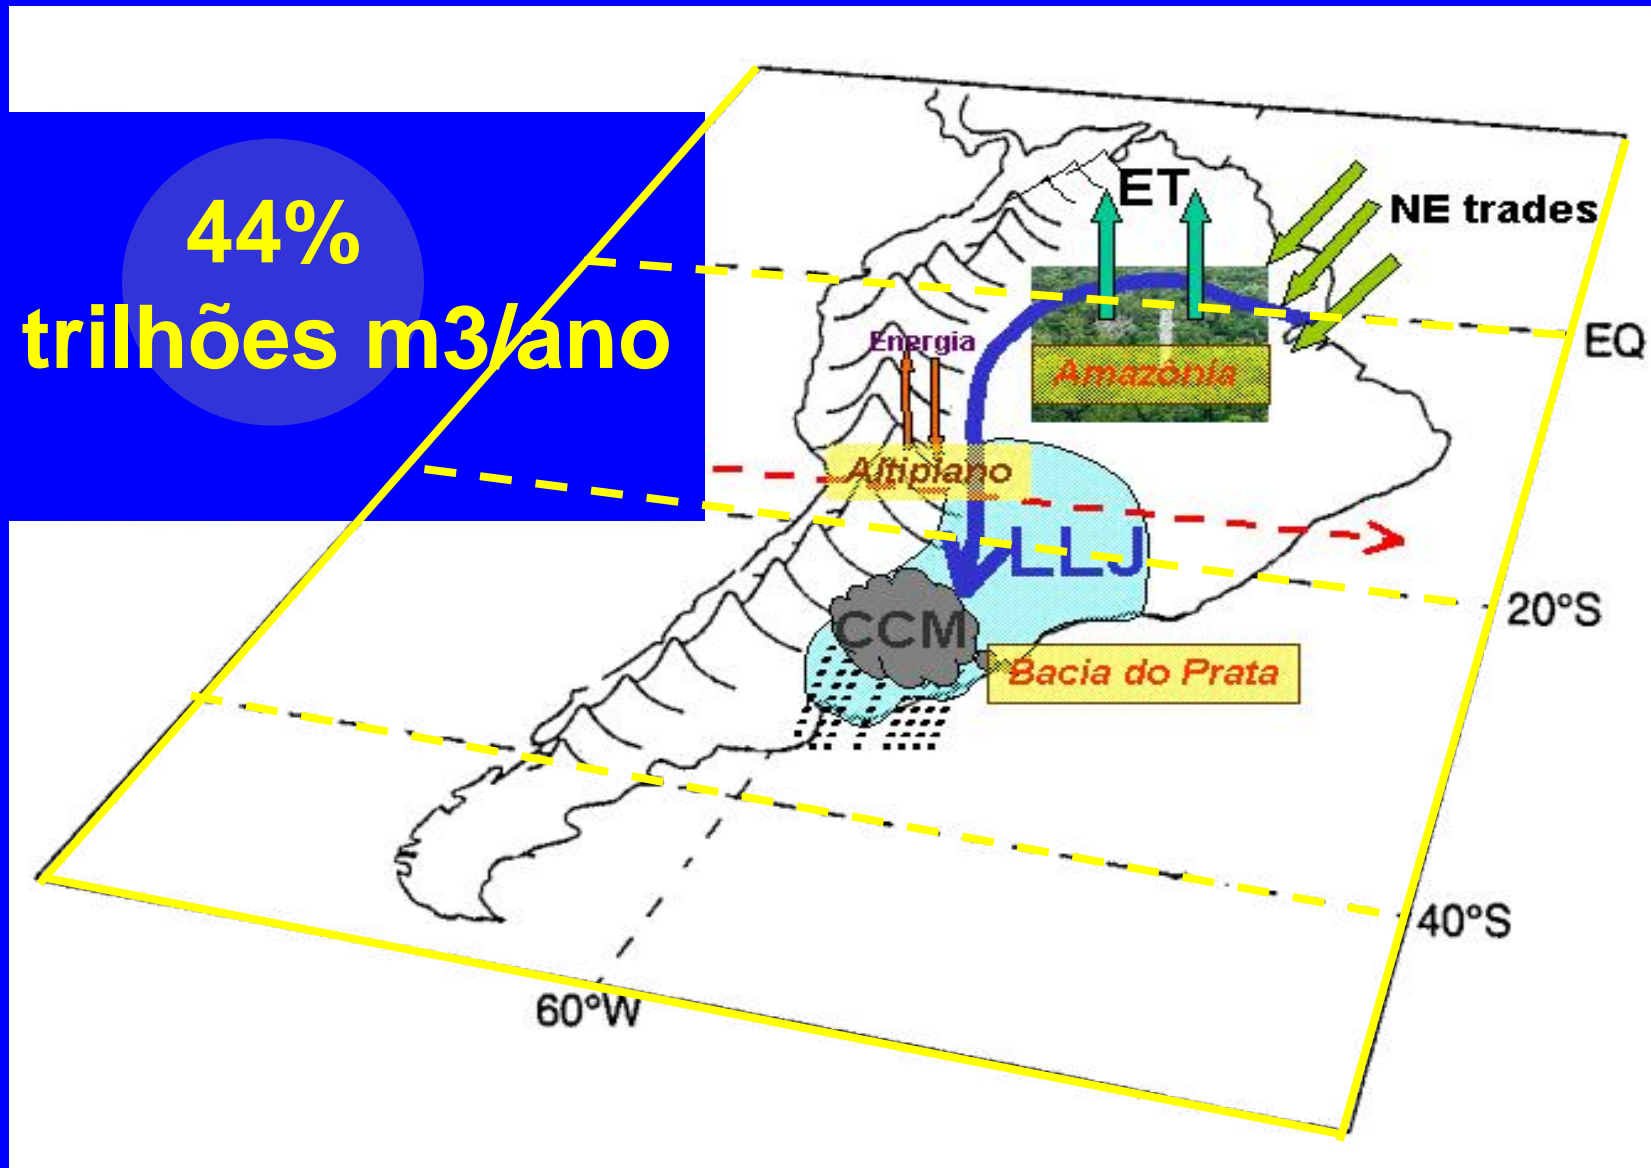 44%
trilhões m3/ano
ET
NE trades
EQ
Energia
Amazônia
Altiplano
LLJ
20°S
CCM
Bacia do Prata
40°S
60°W